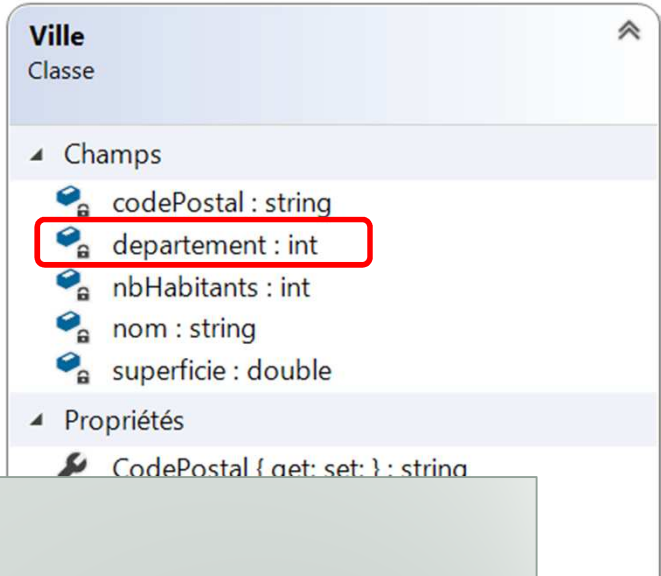 Ville
Classe
Champs
codePostal : string
departement : int
nbHabitants : int
nom : string
superficie : double
Propriétés
CodePostal { get; set; } : string